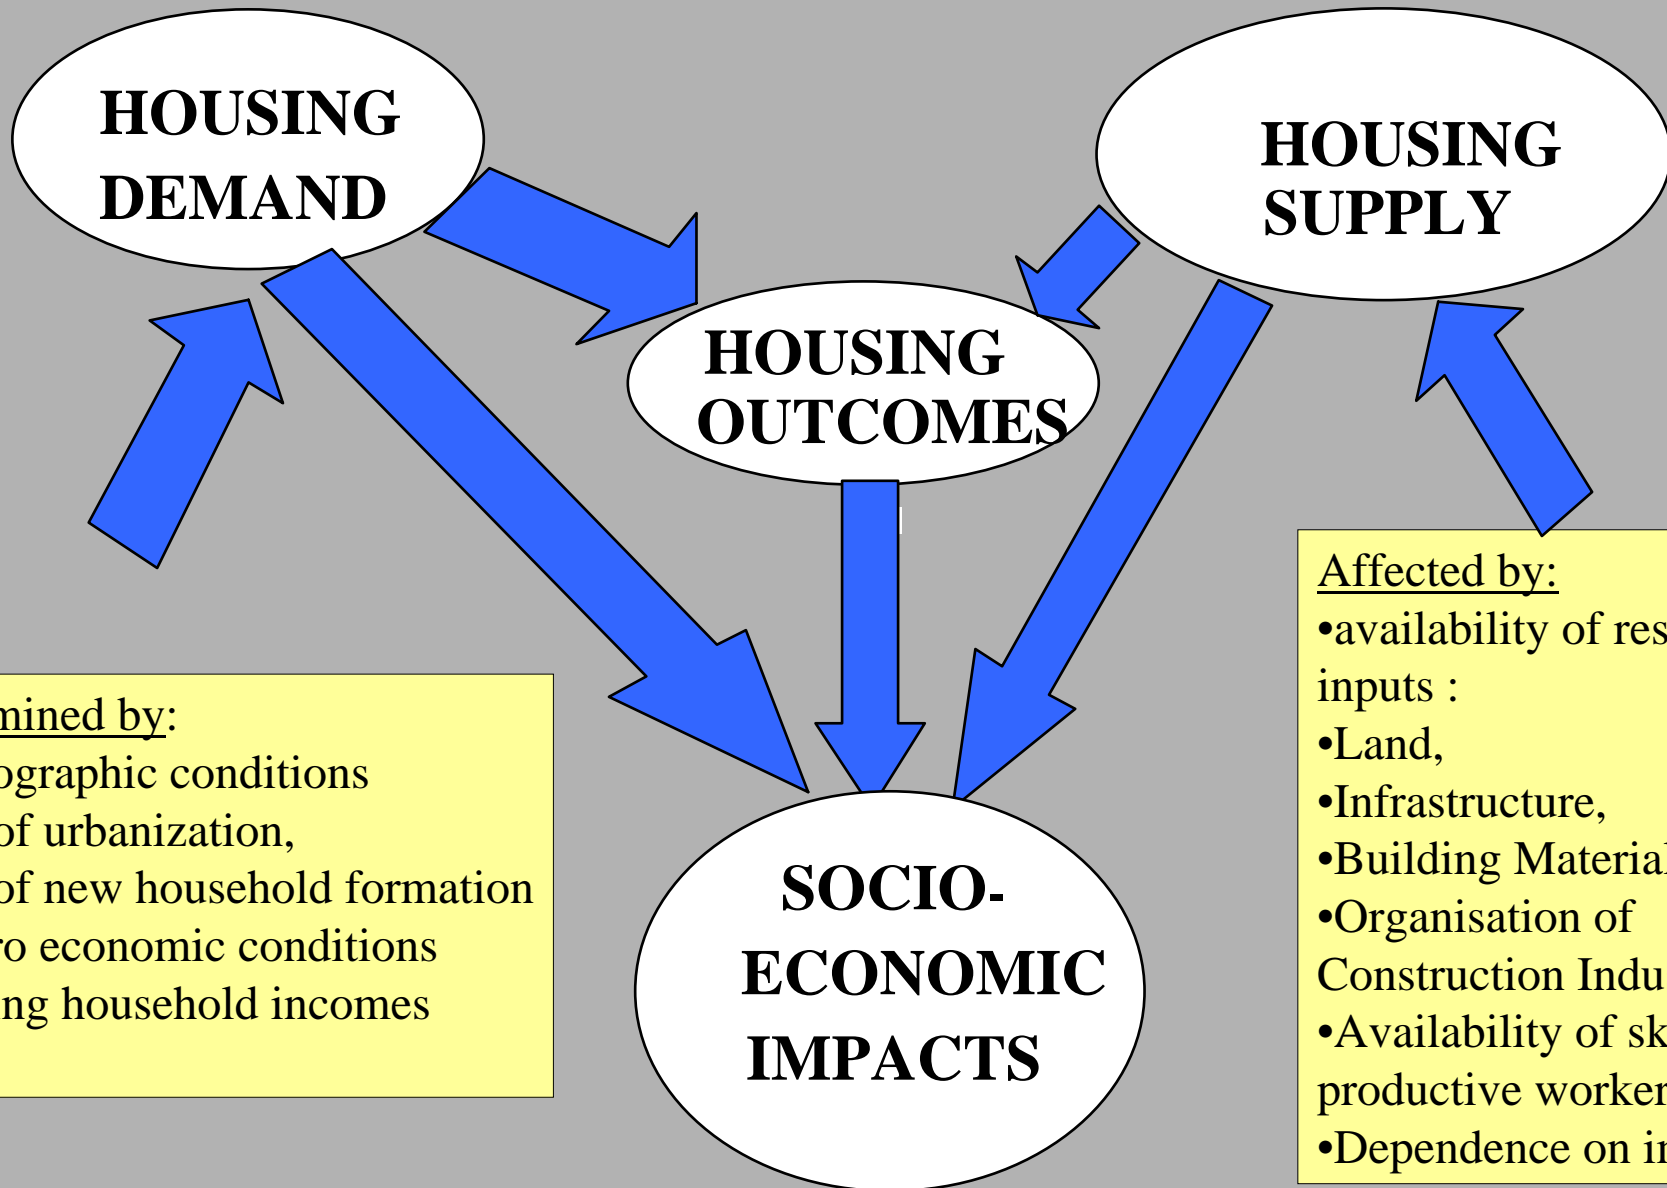 HOUSING
DEMAND
HOUSING
SUPPLY
HOUSING
OUTCOMES
SOCIO-
ECONOMIC
IMPACTS
mined by:
ographic conditions
of urbanization,
of new household formation
ro economic conditions
ng household incomes
Affected by:
•availability of res
inputs :
•Land,
•Infrastructure,
•Building Material
•Organisation of
Construction Indu
•Availability of sk
productive worker
•Dependence on